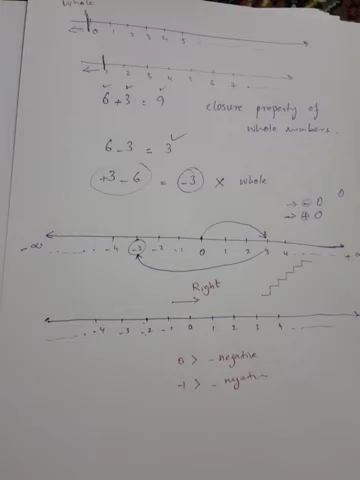 Whole
0 1 2 3 4 5
1 2 3 4 5 6 7
6 + 3 = 9
closure property of
whole numbers.
6 - 3 = 3
+3 - 6 = -3 × whole
0
→ ⊖ 0
→ ⊕ 0
-∞ ....... -4 -3 -2 -1 0 1 2 3 4 ....... +∞
Right
....... -4 -3 -2 -1 0 1 2 3 4 .......
0 > - negative
-1 > -